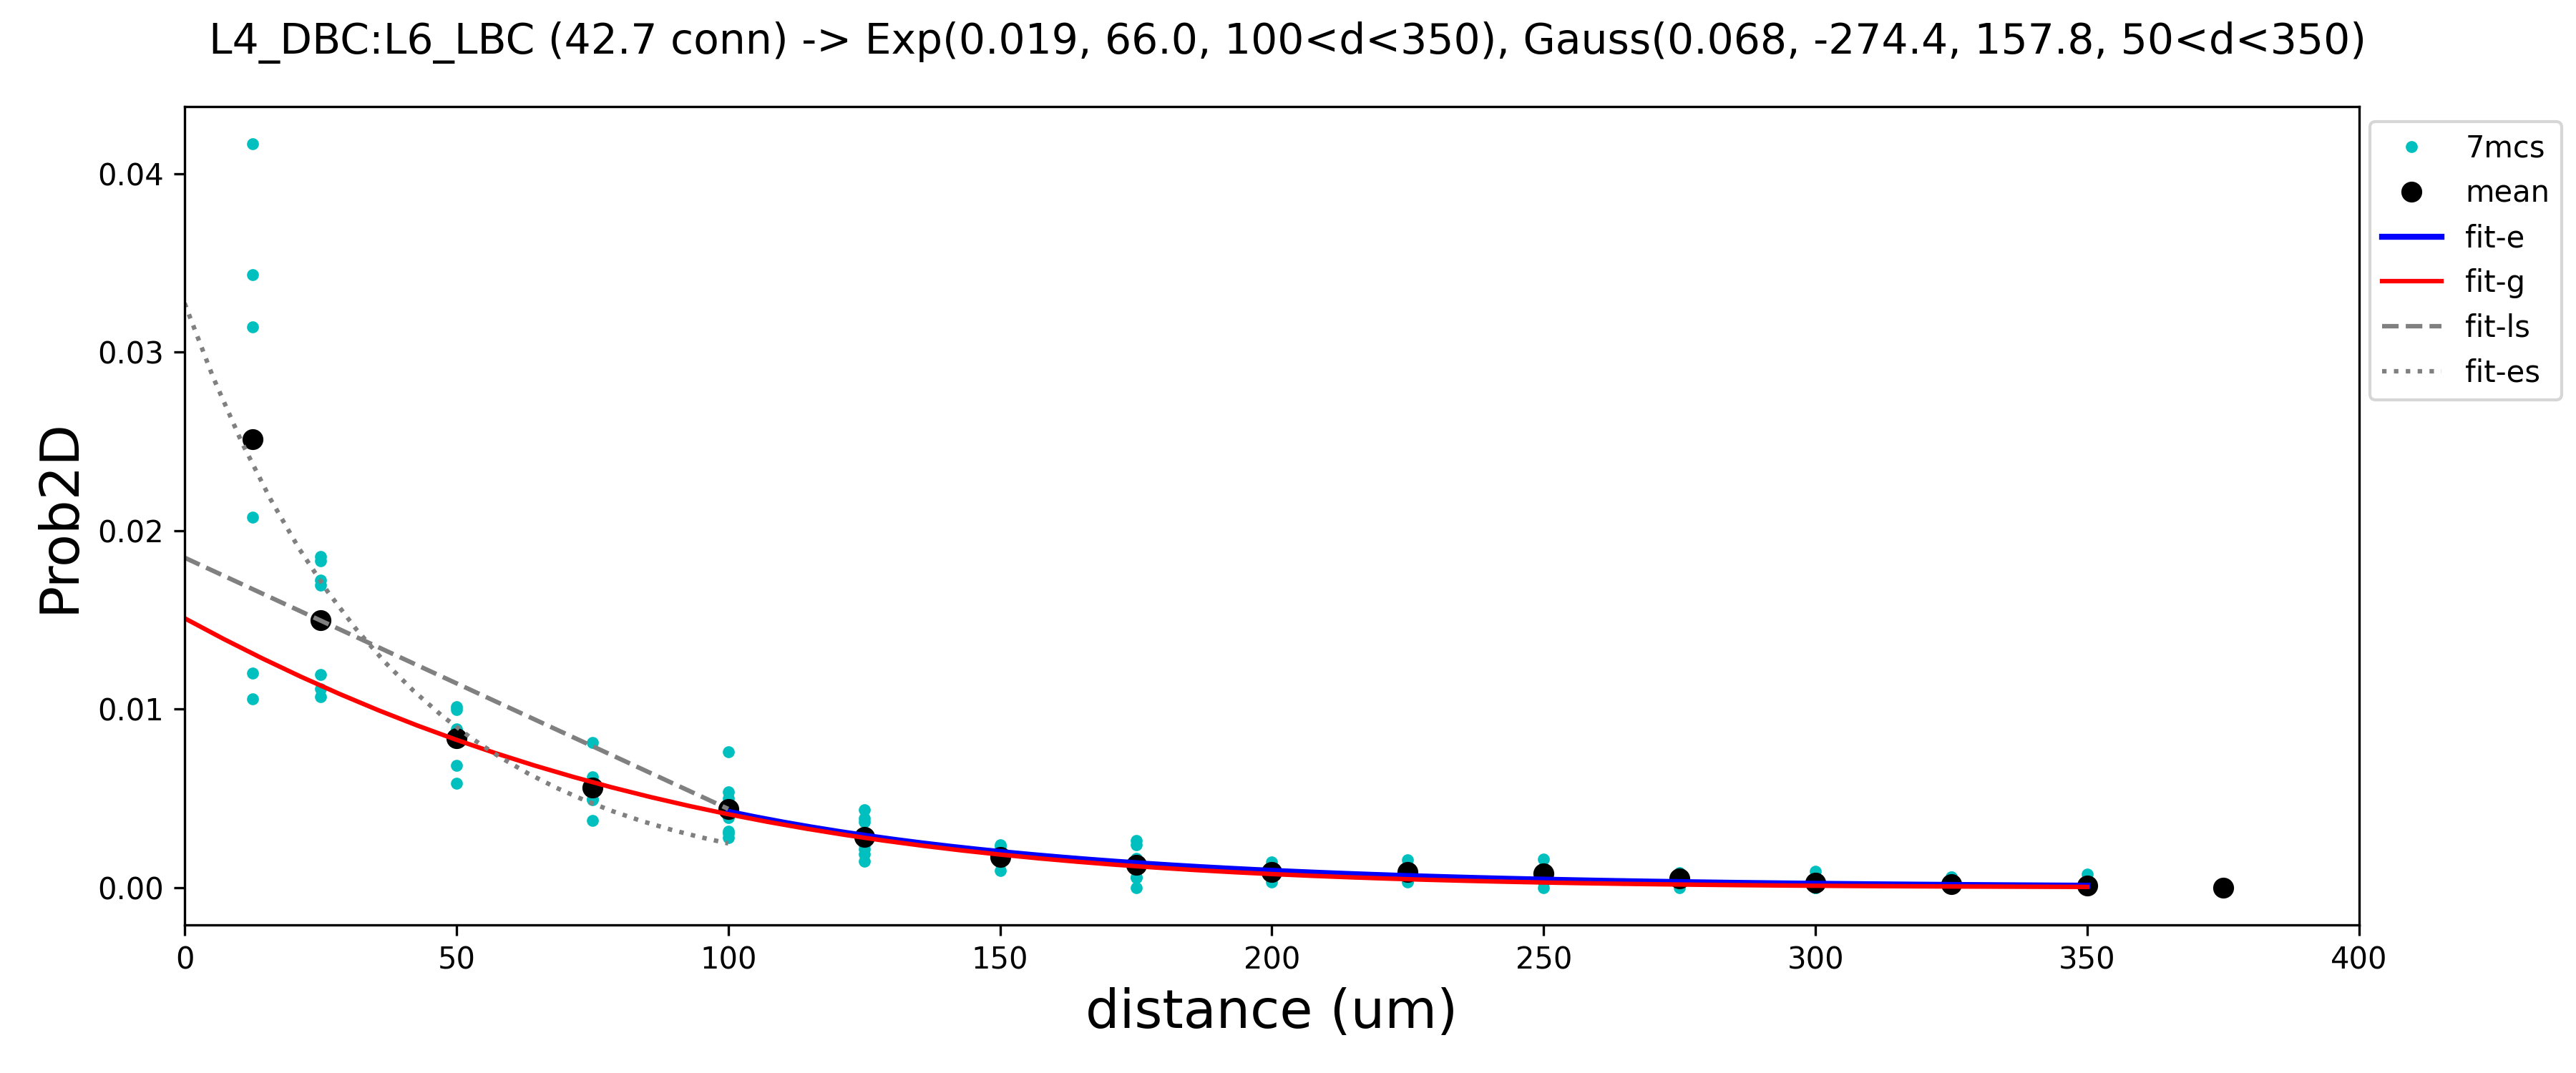 L4_DBC:L6_LBC (42.7 conn) -> Exp(0.019, 66.0, 100<d<350), Gauss(0.068, -274.4, 157.8, 50<d<350)
7mcs
mean
fit-e
fit-g
fit-ls
fit-es
Prob2D
0.04
0.03
0.02
0.01
0.00
0 50 100 150 200 250 300 350 400
distance (um)